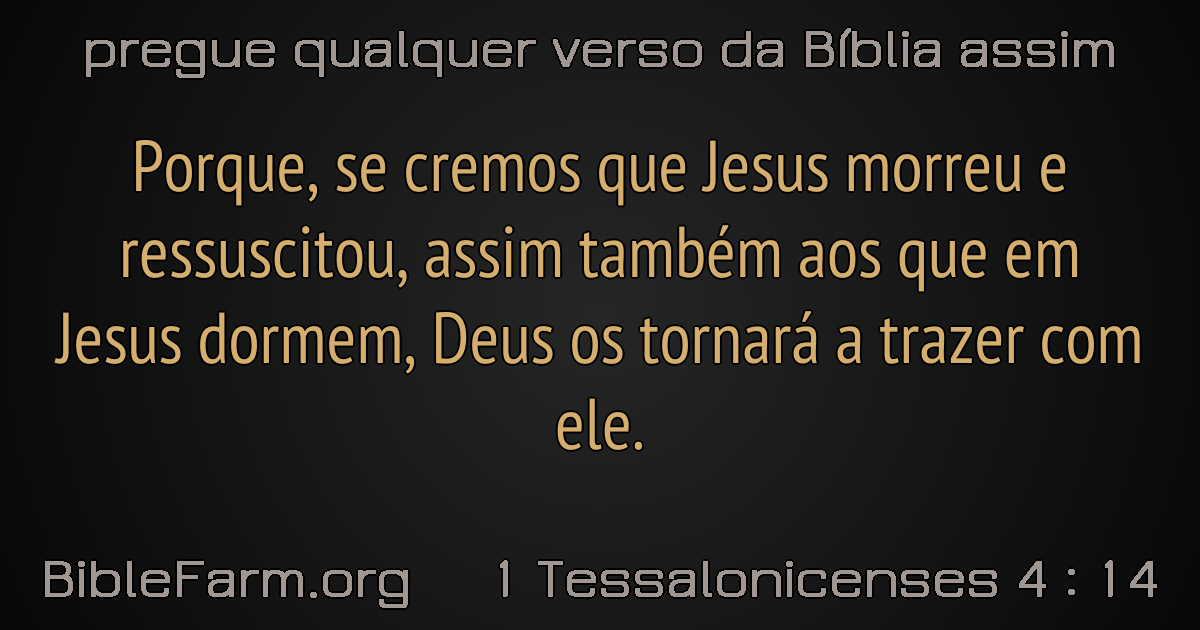 pregue qualquer verso da Bíblia assim
Porque, se cremos que Jesus morreu e
ressuscitou, assim também aos que em
Jesus dormem, Deus os tornará a trazer com
ele.
BibleFarm.org 1 Tessalonicenses 4 : 14